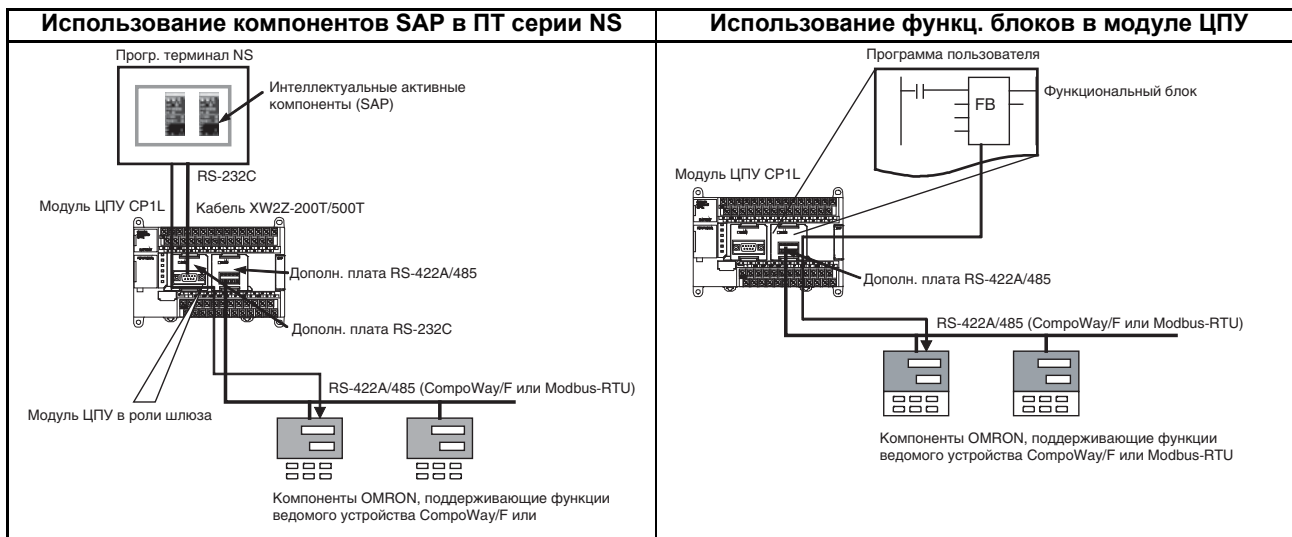 Использование компонентов SAP в ПТ серии NS
Прогр. терминал NS
Интеллектуальные активные
компоненты (SAP)
RS-232C
Модуль ЦПУ CP1L
Кабель XW2Z-200T/500T
Дополн. плата RS-422A/485
Дополн. плата RS-232C
RS-422A/485 (CompoWay/F или Modbus-RTU)
Модуль ЦПУ в роли шлюза
Компоненты OMRON, поддерживающие функции
ведомого устройства CompoWay/F или
Использование функц. блоков в модуле ЦПУ
Программа пользователя
Функциональный блок
FB
Модуль ЦПУ CP1L
Дополн. плата RS-422A/485
RS-422A/485 (CompoWay/F или Modbus-RTU)
Компоненты OMRON, поддерживающие функции
ведомого устройства CompoWay/F или Modbus-RTU